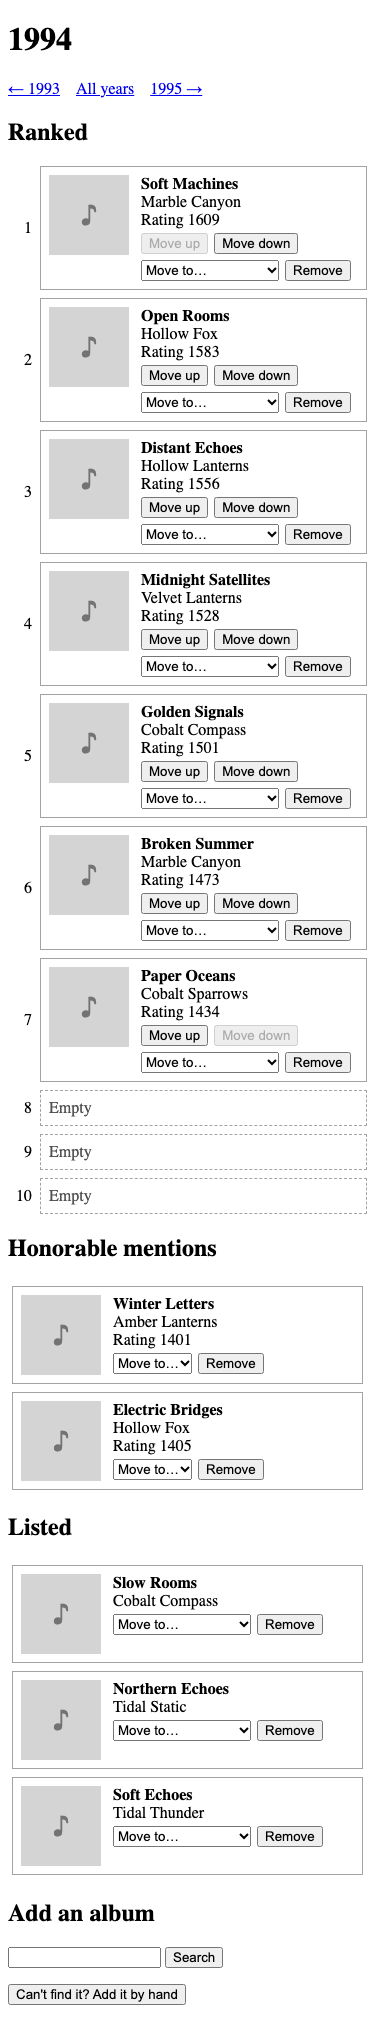 1994
← 1993 All years 1995 →
Ranked
1
Soft Machines
Marble Canyon
Rating 1609
Move up Move down
Move to… Remove
2
Open Rooms
Hollow Fox
Rating 1583
Move up Move down
Move to… Remove
3
Distant Echoes
Hollow Lanterns
Rating 1556
Move up Move down
Move to… Remove
4
Midnight Satellites
Velvet Lanterns
Rating 1528
Move up Move down
Move to… Remove
5
Golden Signals
Cobalt Compass
Rating 1501
Move up Move down
Move to… Remove
6
Broken Summer
Marble Canyon
Rating 1473
Move up Move down
Move to… Remove
7
Paper Oceans
Cobalt Sparrows
Rating 1434
Move up Move down
Move to… Remove
8 Empty
9 Empty
10 Empty
Honorable mentions
Winter Letters
Amber Lanterns
Rating 1401
Move to… Remove
Electric Bridges
Hollow Fox
Rating 1405
Move to… Remove
Listed
Slow Rooms
Cobalt Compass
Move to… Remove
Northern Echoes
Tidal Static
Move to… Remove
Soft Echoes
Tidal Thunder
Move to… Remove
Add an album
Search
Can't find it? Add it by hand